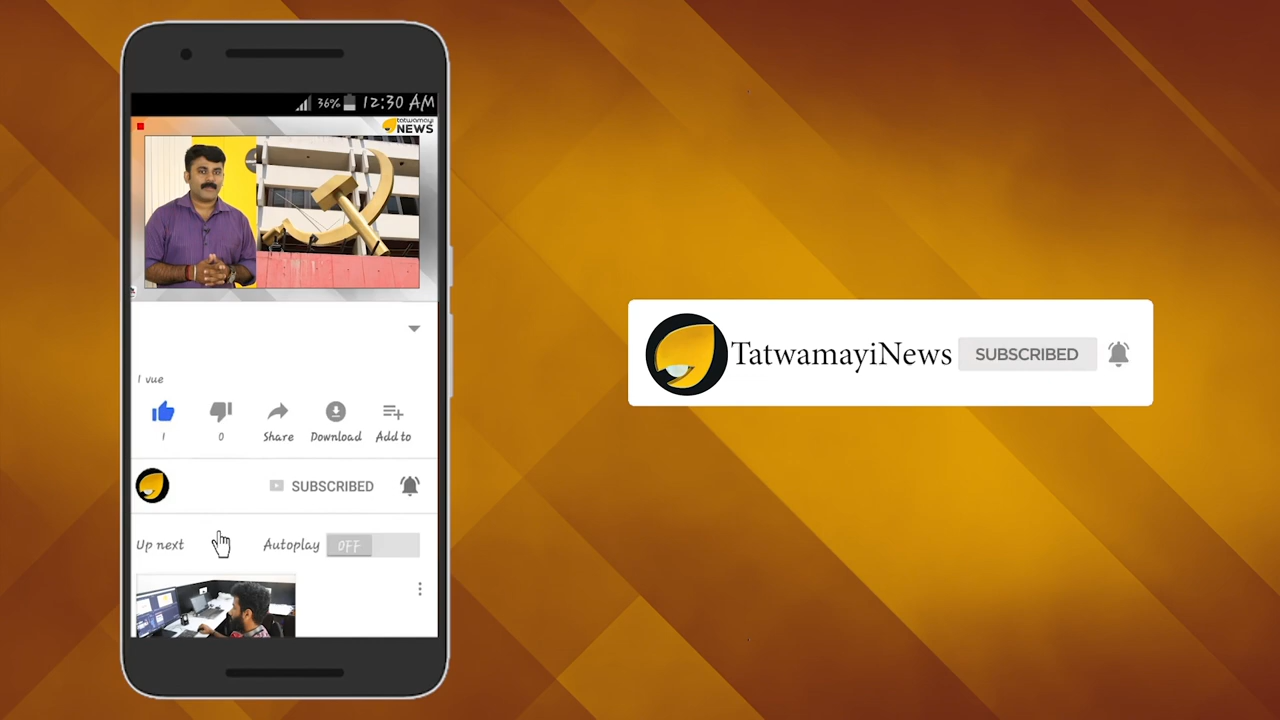 36% 12:30 AM
tatwamayi
NEWS
1 vue
1 0 Share Download Add to
SUBSCRIBED
Up next Autoplay OFF
TatwamayiNews SUBSCRIBED